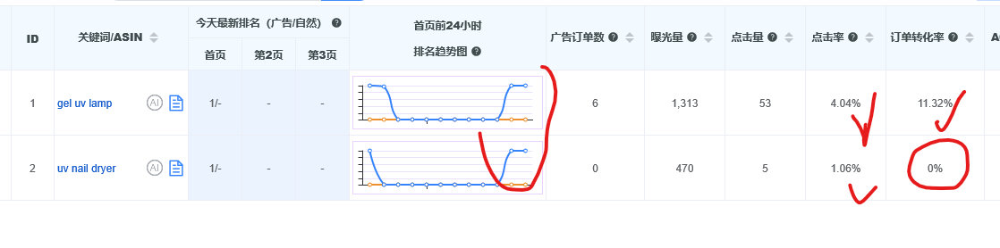 ID
关键词/ASIN
今天最新排名（广告/自然）
首页
第2页
第3页
首页前24小时
排名趋势图
广告订单数
曝光量
点击量
点击率
订单转化率
1
gel uv lamp
AI
1/-
-
-
6
1,313
53
4.04%
11.32%
2
uv nail dryer
AI
1/-
-
-
0
470
5
1.06%
0%